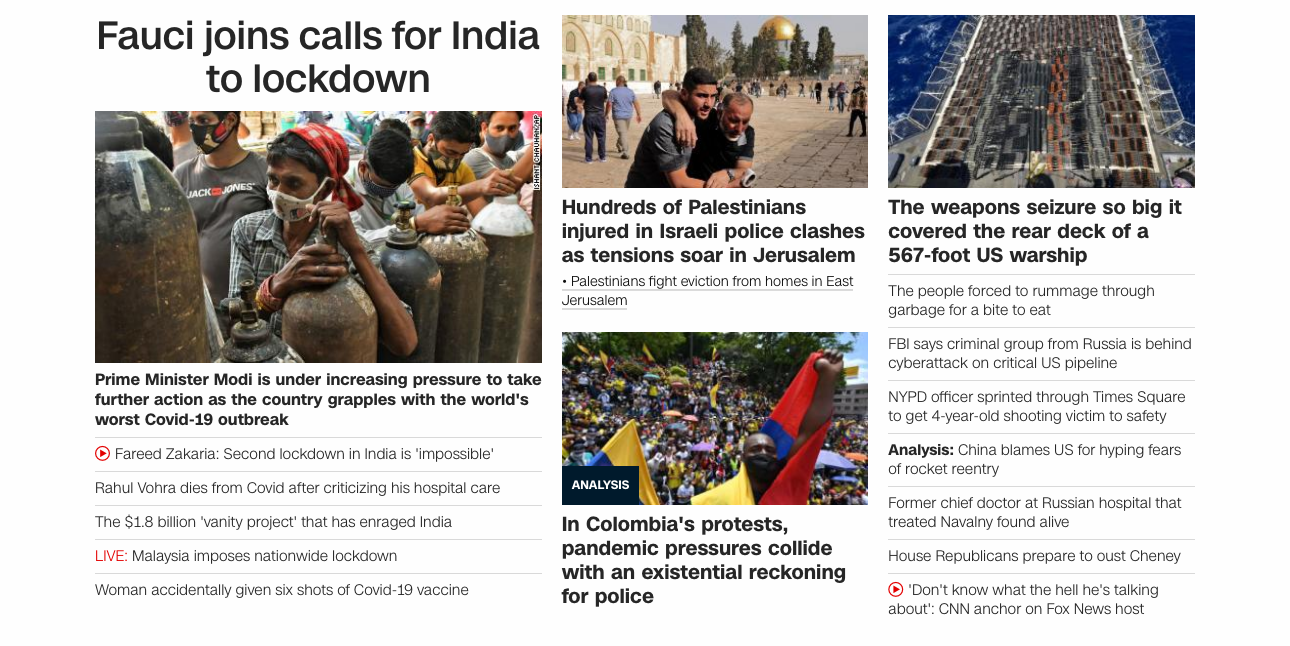 Fauci joins calls for India
to lockdown
ISHANT CHAUHAN/AP
JACK JONES
Prime Minister Modi is under increasing pressure to take
further action as the country grapples with the world's
worst Covid-19 outbreak
Fareed Zakaria: Second lockdown in India is 'impossible'
Rahul Vohra dies from Covid after criticizing his hospital care
The $1.8 billion 'vanity project' that has enraged India
LIVE: Malaysia imposes nationwide lockdown
Woman accidentally given six shots of Covid-19 vaccine
Hundreds of Palestinians
injured in Israeli police clashes
as tensions soar in Jerusalem
• Palestinians fight eviction from homes in East
Jerusalem
ANALYSIS
In Colombia's protests,
pandemic pressures collide
with an existential reckoning
for police
The weapons seizure so big it
covered the rear deck of a
567-foot US warship
The people forced to rummage through
garbage for a bite to eat
FBI says criminal group from Russia is behind
cyberattack on critical US pipeline
NYPD officer sprinted through Times Square
to get 4-year-old shooting victim to safety
Analysis: China blames US for hyping fears
of rocket reentry
Former chief doctor at Russian hospital that
treated Navalny found alive
House Republicans prepare to oust Cheney
'Don't know what the hell he's talking
about': CNN anchor on Fox News host